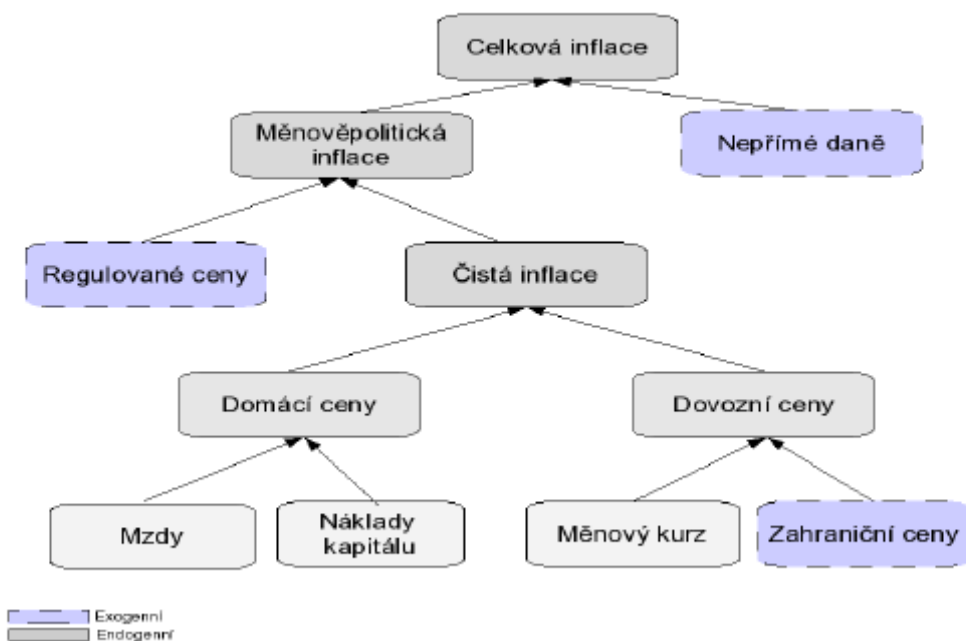 Celková inflace
Měnověpolitická
inflace
Nepřímé daně
Regulované ceny
Čistá inflace
Domácí ceny
Dovozní ceny
Mzdy
Náklady
kapitálu
Měnový kurz
Zahraniční ceny
Exogenní
Endogenní